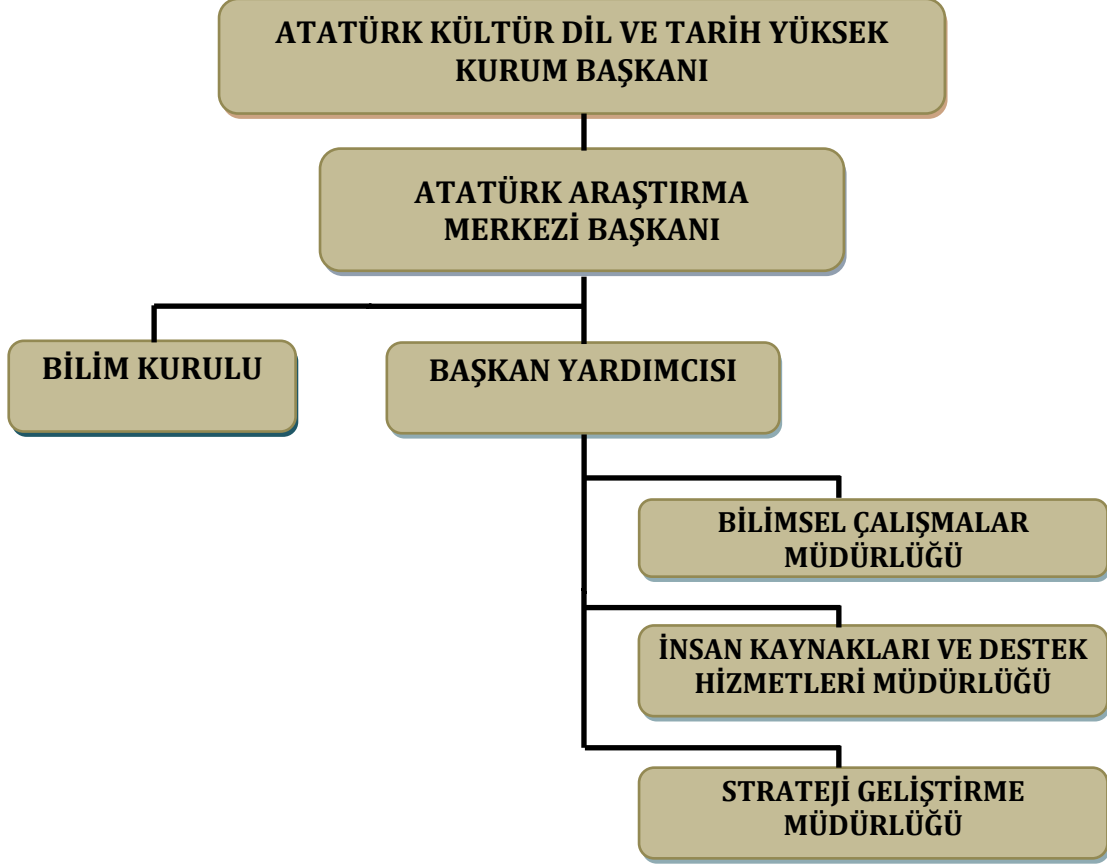 ATATÜRK KÜLTÜR DİL VE TARİH YÜKSEK
KURUM BAŞKANI
ATATÜRK ARAŞTIRMA
MERKEZİ BAŞKANI
BİLİM KURULU
BAŞKAN YARDIMCISI
BİLİMSEL ÇALIŞMALAR
MÜDÜRLÜĞÜ
İNSAN KAYNAKLARI VE DESTEK
HİZMETLERİ MÜDÜRLÜĞÜ
STRATEJİ GELİŞTİRME
MÜDÜRLÜĞÜ